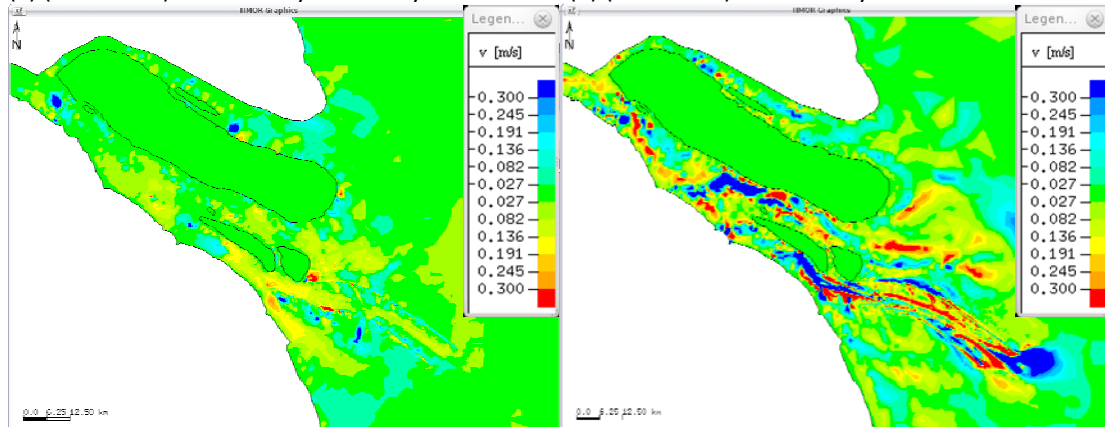 IIMOR Graphics
N
Legen...
v [m/s]
-0.300
-0.245
-0.191
-0.136
-0.082
-0.027
0.027
0.082
0.136
0.191
0.245
0.300
0.0 6.25 12.50 km
IIMOR Graphics
N
Legen...
v [m/s]
-0.300
-0.245
-0.191
-0.136
-0.082
-0.027
0.027
0.082
0.136
0.191
0.245
0.300
0.0 6.25 12.50 km